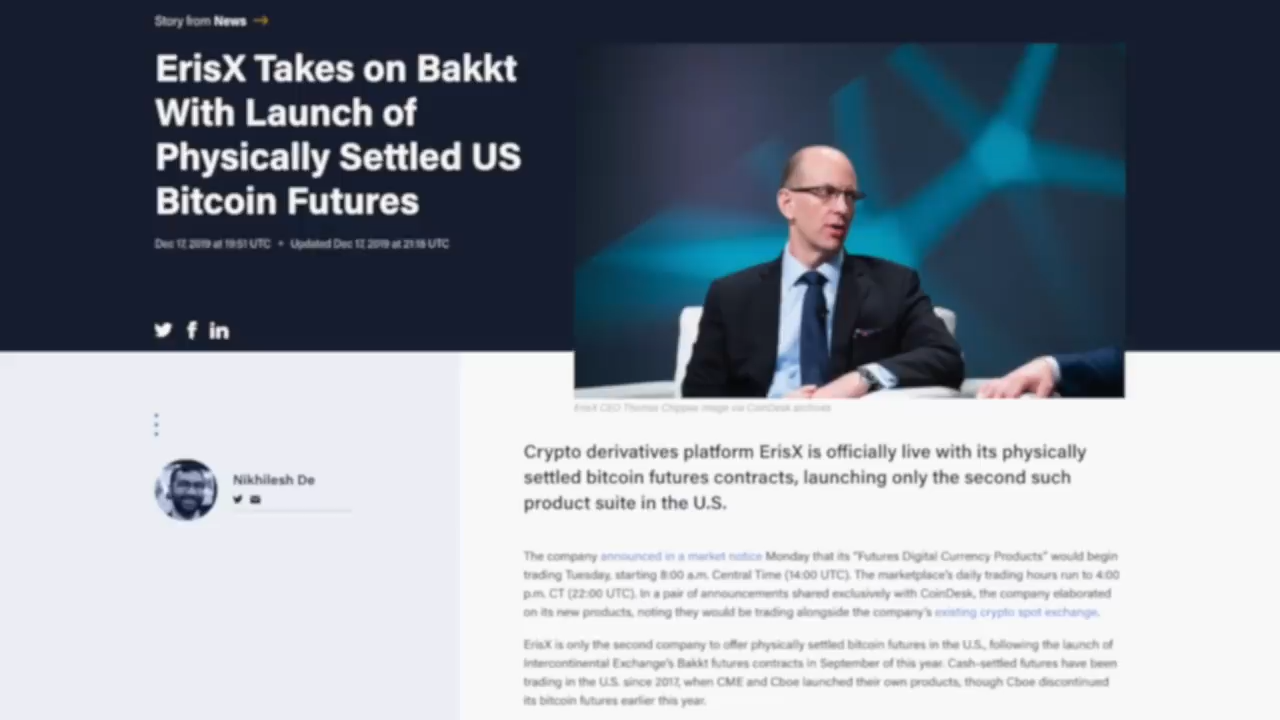 Story from News →
ErisX Takes on Bakkt
With Launch of
Physically Settled US
Bitcoin Futures
Dec 17, 2019 at 19:51 UTC • Updated Dec 17, 2019 at 21:18 UTC
ErisX CEO Thomas Chippas image via CoinDesk archives
Nikhilesh De
Crypto derivatives platform ErisX is officially live with its physically
settled bitcoin futures contracts, launching only the second such
product suite in the U.S.
The company announced in a market notice Monday that its "Futures Digital Currency Products" would begin
trading Tuesday, starting 8:00 a.m. Central Time (14:00 UTC). The marketplace's daily trading hours run to 4:00
p.m. CT (22:00 UTC). In a pair of announcements shared exclusively with CoinDesk, the company elaborated
on its new products, noting they would be trading alongside the company's existing crypto spot exchange.
ErisX is only the second company to offer physically settled bitcoin futures in the U.S., following the launch of
Intercontinental Exchange's Bakkt futures contracts in September of this year. Cash-settled futures have been
trading in the U.S. since 2017, when CME and Cboe launched their own products, though Cboe discontinued
its bitcoin futures earlier this year.